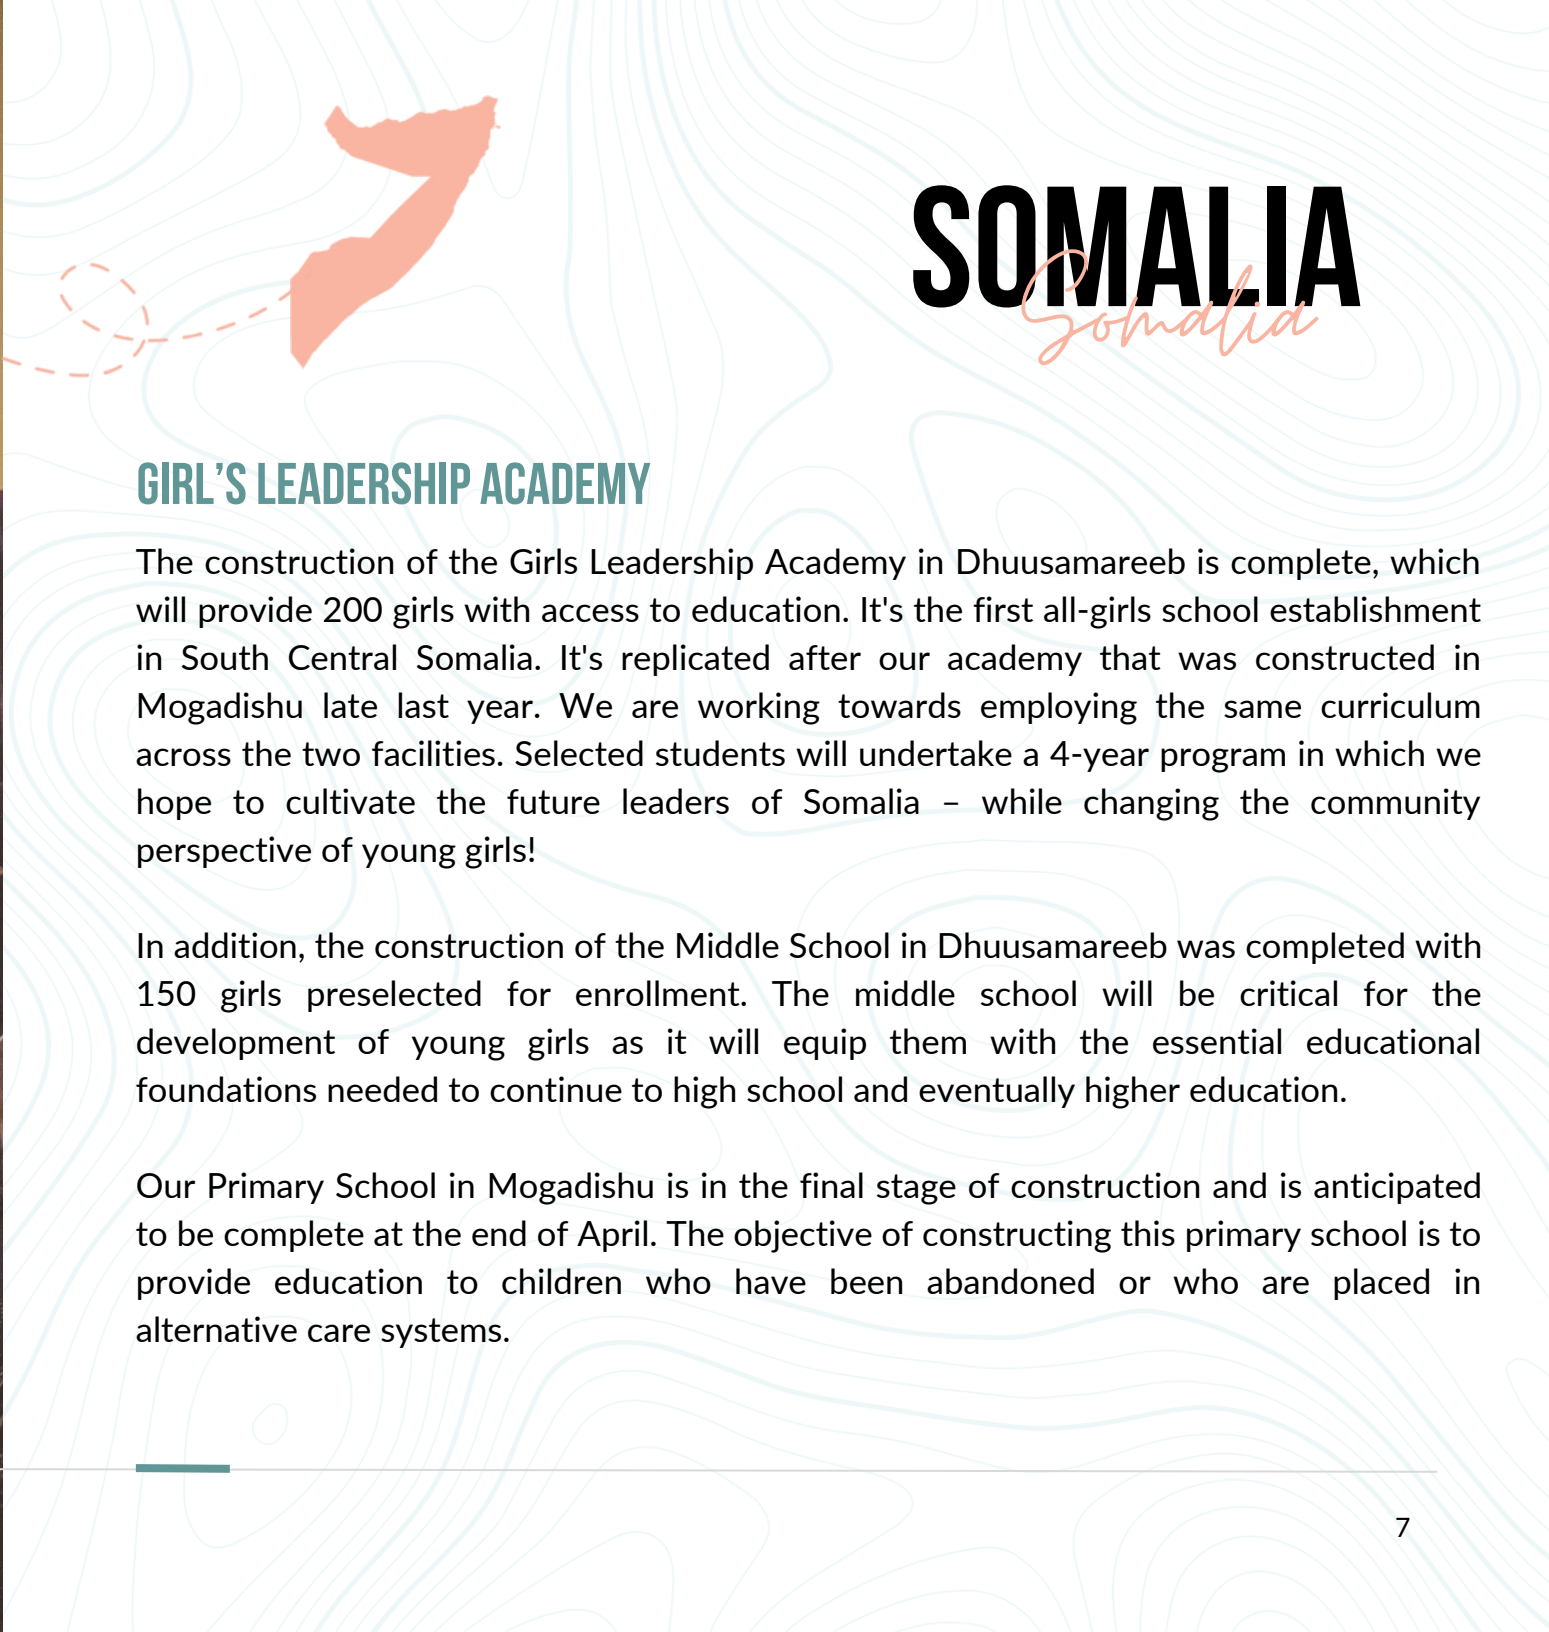 SOMALIA
Somalia
GIRL’S LEADERSHIP ACADEMY
The construction of the Girls Leadership Academy in Dhuusamareeb is complete, which
will provide 200 girls with access to education. It's the first all-girls school establishment
in South Central Somalia. It's replicated after our academy that was constructed in
Mogadishu late last year. We are working towards employing the same curriculum
across the two facilities. Selected students will undertake a 4-year program in which we
hope to cultivate the future leaders of Somalia – while changing the community
perspective of young girls!
In addition, the construction of the Middle School in Dhuusamareeb was completed with
150 girls preselected for enrollment. The middle school will be critical for the
development of young girls as it will equip them with the essential educational
foundations needed to continue to high school and eventually higher education.
Our Primary School in Mogadishu is in the final stage of construction and is anticipated
to be complete at the end of April. The objective of constructing this primary school is to
provide education to children who have been abandoned or who are placed in
alternative care systems.
7